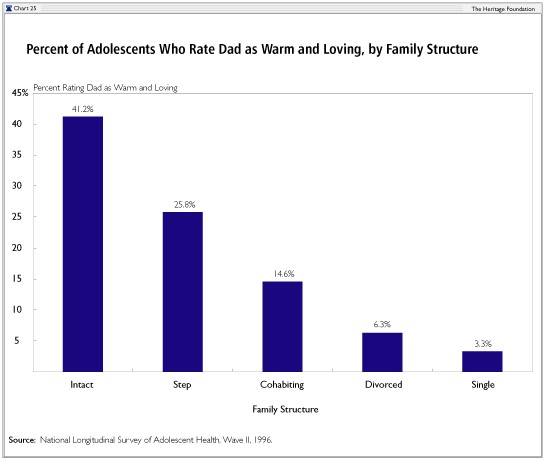 Chart 25
The Heritage Foundation
Percent of Adolescents Who Rate Dad as Warm and Loving, by Family Structure
Percent Rating Dad as Warm and Loving
45%
40
35
30
25
20
15
10
5
41.2%
25.8%
14.6%
6.3%
3.3%
Intact Step Cohabiting Divorced Single
Family Structure
Source: National Longitudinal Survey of Adolescent Health, Wave II, 1996.